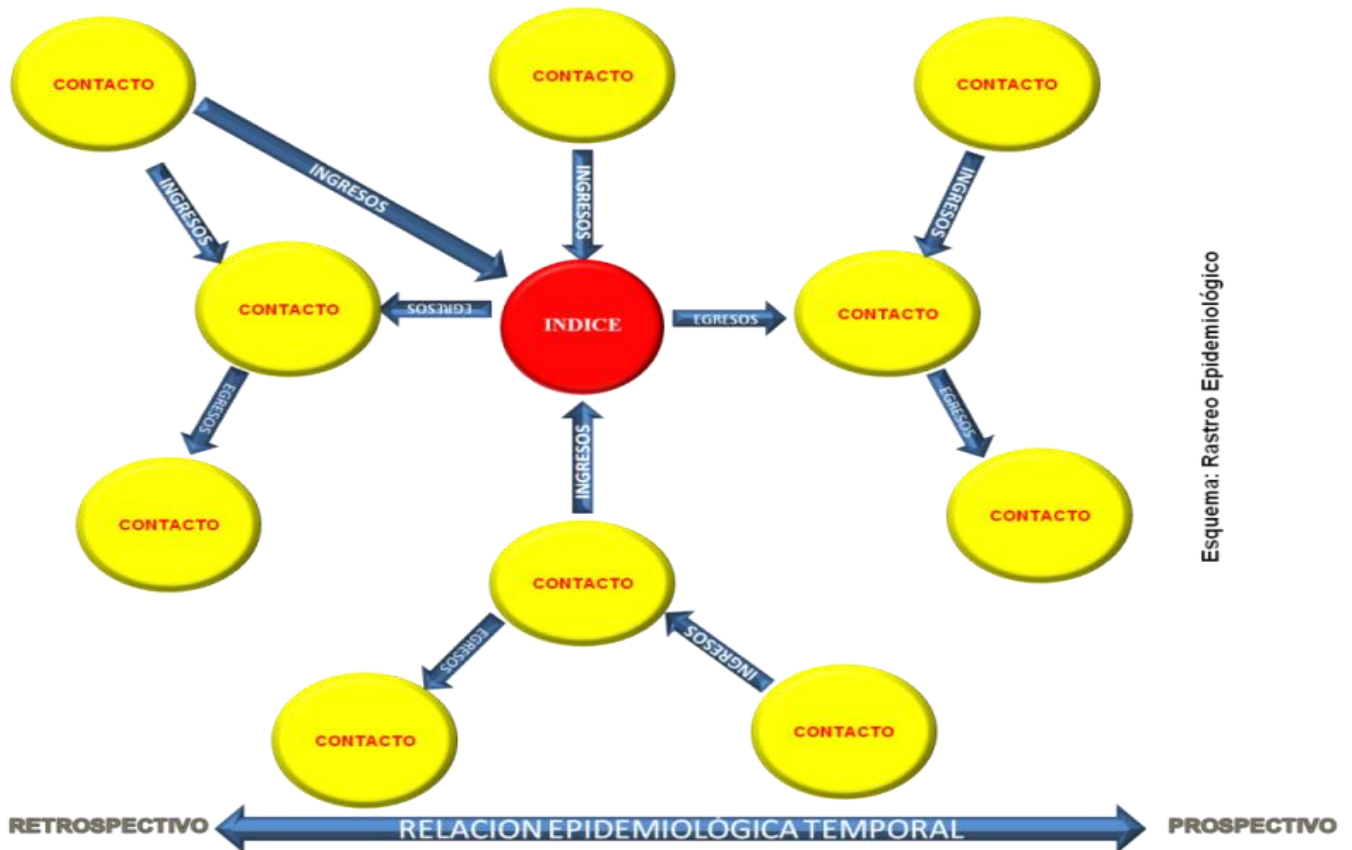 CONTACTO
CONTACTO
CONTACTO
INGRESOS
INGRESOS
INGRESOS
INGRESOS
CONTACTO
EGRESOS
INDICE
EGRESOS
CONTACTO
EGRESOS
EGRESOS
CONTACTO
INGRESOS
CONTACTO
CONTACTO
EGRESOS
INGRESOS
CONTACTO
CONTACTO
Esquema: Rastreo Epidemiológico
RETROSPECTIVO
RELACION EPIDEMIOLÓGICA TEMPORAL
PROSPECTIVO